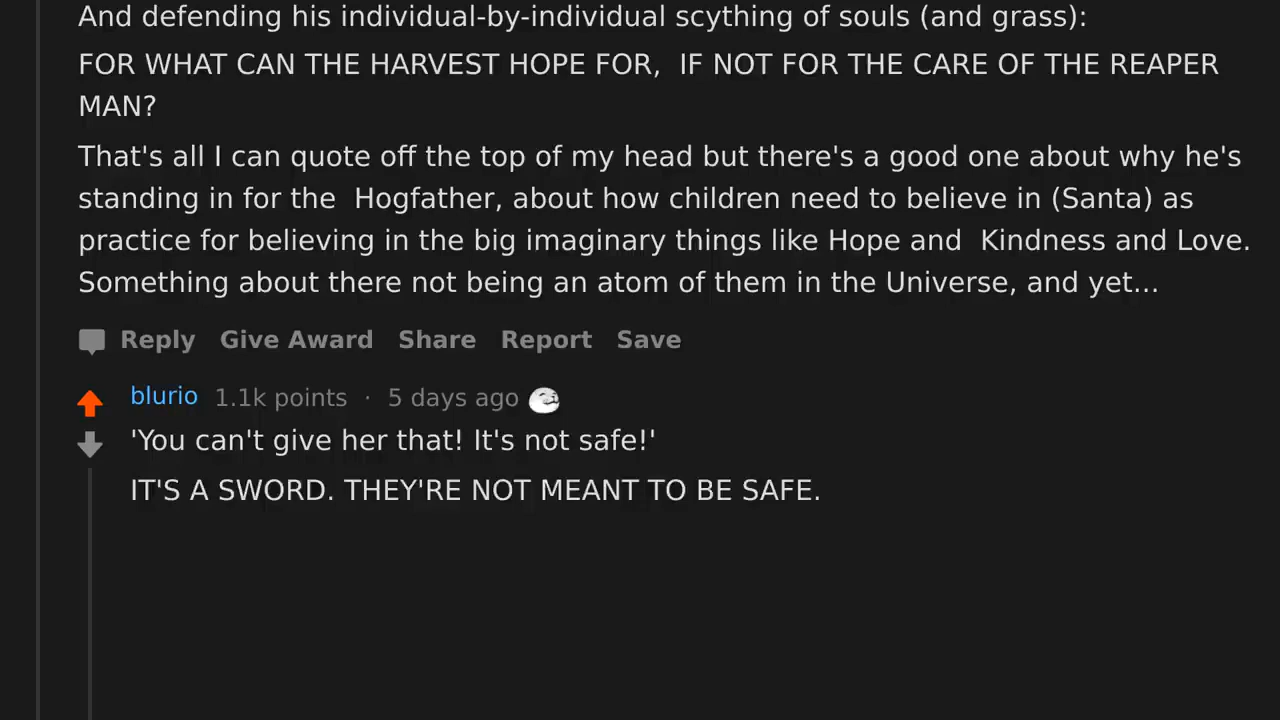 And defending his individual-by-individual scything of souls (and grass):
FOR WHAT CAN THE HARVEST HOPE FOR,  IF NOT FOR THE CARE OF THE REAPER
MAN?
That's all I can quote off the top of my head but there's a good one about why he's
standing in for the  Hogfather, about how children need to believe in (Santa) as
practice for believing in the big imaginary things like Hope and  Kindness and Love.
Something about there not being an atom of them in the Universe, and yet...
Reply Give Award Share Report Save
blurio 1.1k points · 5 days ago
'You can't give her that! It's not safe!'
IT'S A SWORD. THEY'RE NOT MEANT TO BE SAFE.